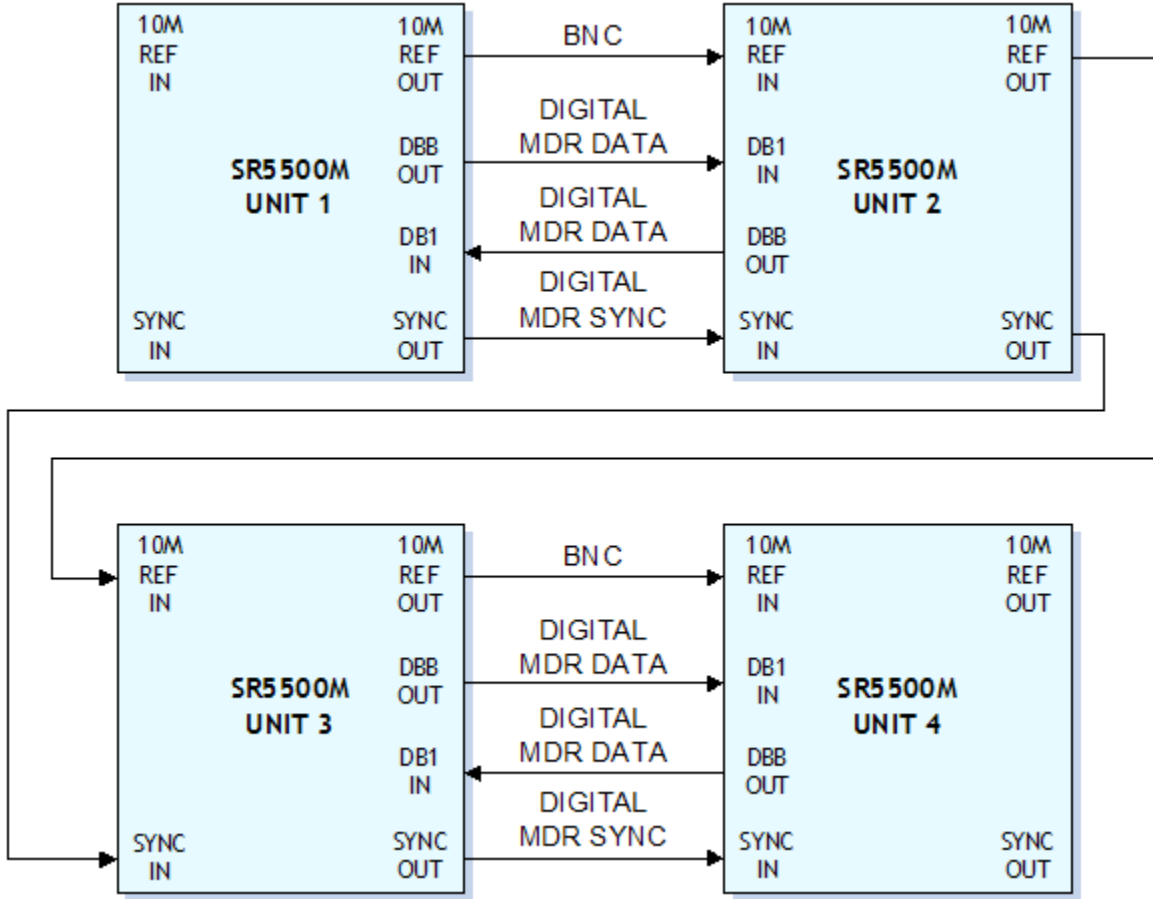 10M
REF
IN
10M
REF
OUT
BNC
10M
REF
IN
10M
REF
OUT
DIGITAL
MDR DATA
DBB
OUT
DB1
IN
SR5500M
UNIT 1
SR5500M
UNIT 2
DIGITAL
MDR DATA
DB1
IN
DBB
OUT
DIGITAL
MDR SYNC
SYNC
IN
SYNC
OUT
SYNC
IN
SYNC
OUT
10M
REF
IN
10M
REF
OUT
BNC
10M
REF
IN
10M
REF
OUT
DIGITAL
MDR DATA
DBB
OUT
DB1
IN
SR5500M
UNIT 3
SR5500M
UNIT 4
DIGITAL
MDR DATA
DB1
IN
DBB
OUT
DIGITAL
MDR SYNC
SYNC
IN
SYNC
OUT
SYNC
IN
SYNC
OUT